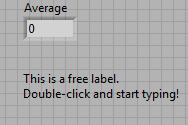 Average
0
This is a free label.
Double-click and start typing!